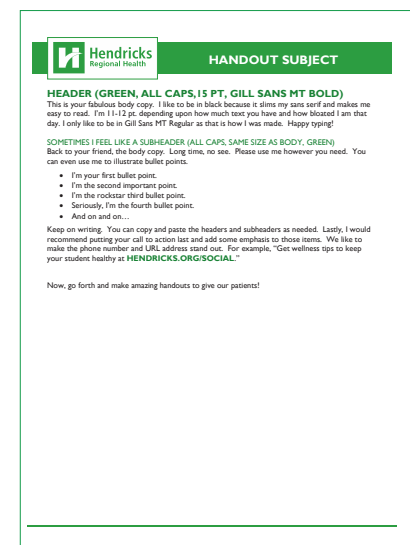 Hendricks
Regional Health
HANDOUT SUBJECT
HEADER (GREEN, ALL CAPS,15 PT, GILL SANS MT BOLD)
This is your fabulous body copy. I like to be in black because it slims my sans serif and makes me
easy to read. I'm 11-12 pt. depending upon how much text you have and how bloated I am that
day. I only like to be in Gill Sans MT Regular as that is how I was made. Happy typing!
SOMETIMES I FEEL LIKE A SUBHEADER (ALL CAPS, SAME SIZE AS BODY, GREEN)
Back to your friend, the body copy. Long time, no see. Please use me however you need. You
can even use me to illustrate bullet points.
• I'm your first bullet point.
• I'm the second important point.
• I'm the rockstar third bullet point.
• Seriously, I'm the fourth bullet point.
• And on and on…
Keep on writing. You can copy and paste the headers and subheaders as needed. Lastly, I would
recommend putting your call to action last and add some emphasis to those items. We like to
make the phone number and URL address stand out. For example, "Get wellness tips to keep
your student healthy at HENDRICKS.ORG/SOCIAL."
Now, go forth and make amazing handouts to give our patients!